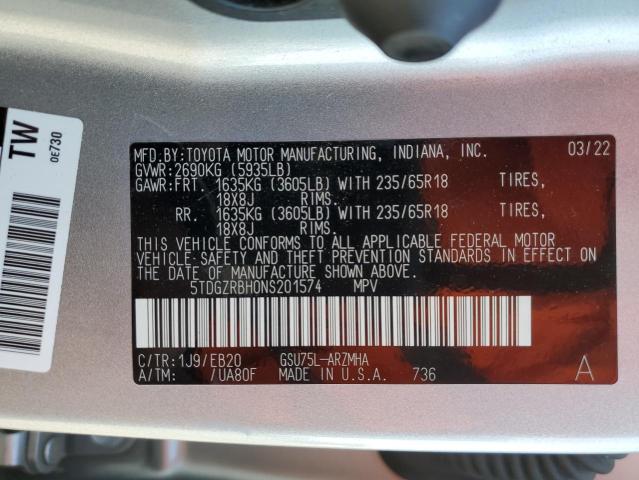 TW
0E730
MFD.BY:TOYOTA MOTOR MANUFACTURING, INDIANA, INC. 03/22
GVWR:2690KG (5935LB)
GAWR:FRT. 1635KG (3605LB) WITH 235/65R18 TIRES,
18X8J RIMS.
RR. 1635KG (3605LB) WITH 235/65R18 TIRES,
18X8J RIMS.
THIS VEHICLE CONFORMS TO ALL APPLICABLE FEDERAL MOTOR
VEHICLE SAFETY AND THEFT PREVENTION STANDARDS IN EFFECT ON
THE DATE OF MANUFACTURE SHOWN ABOVE.
5TDGZRBH0NS201574 MPV
C/TR:1J9/EB20 GSU75L-ARZMHA
A/TM: /UA80F MADE IN U.S.A. 736 A